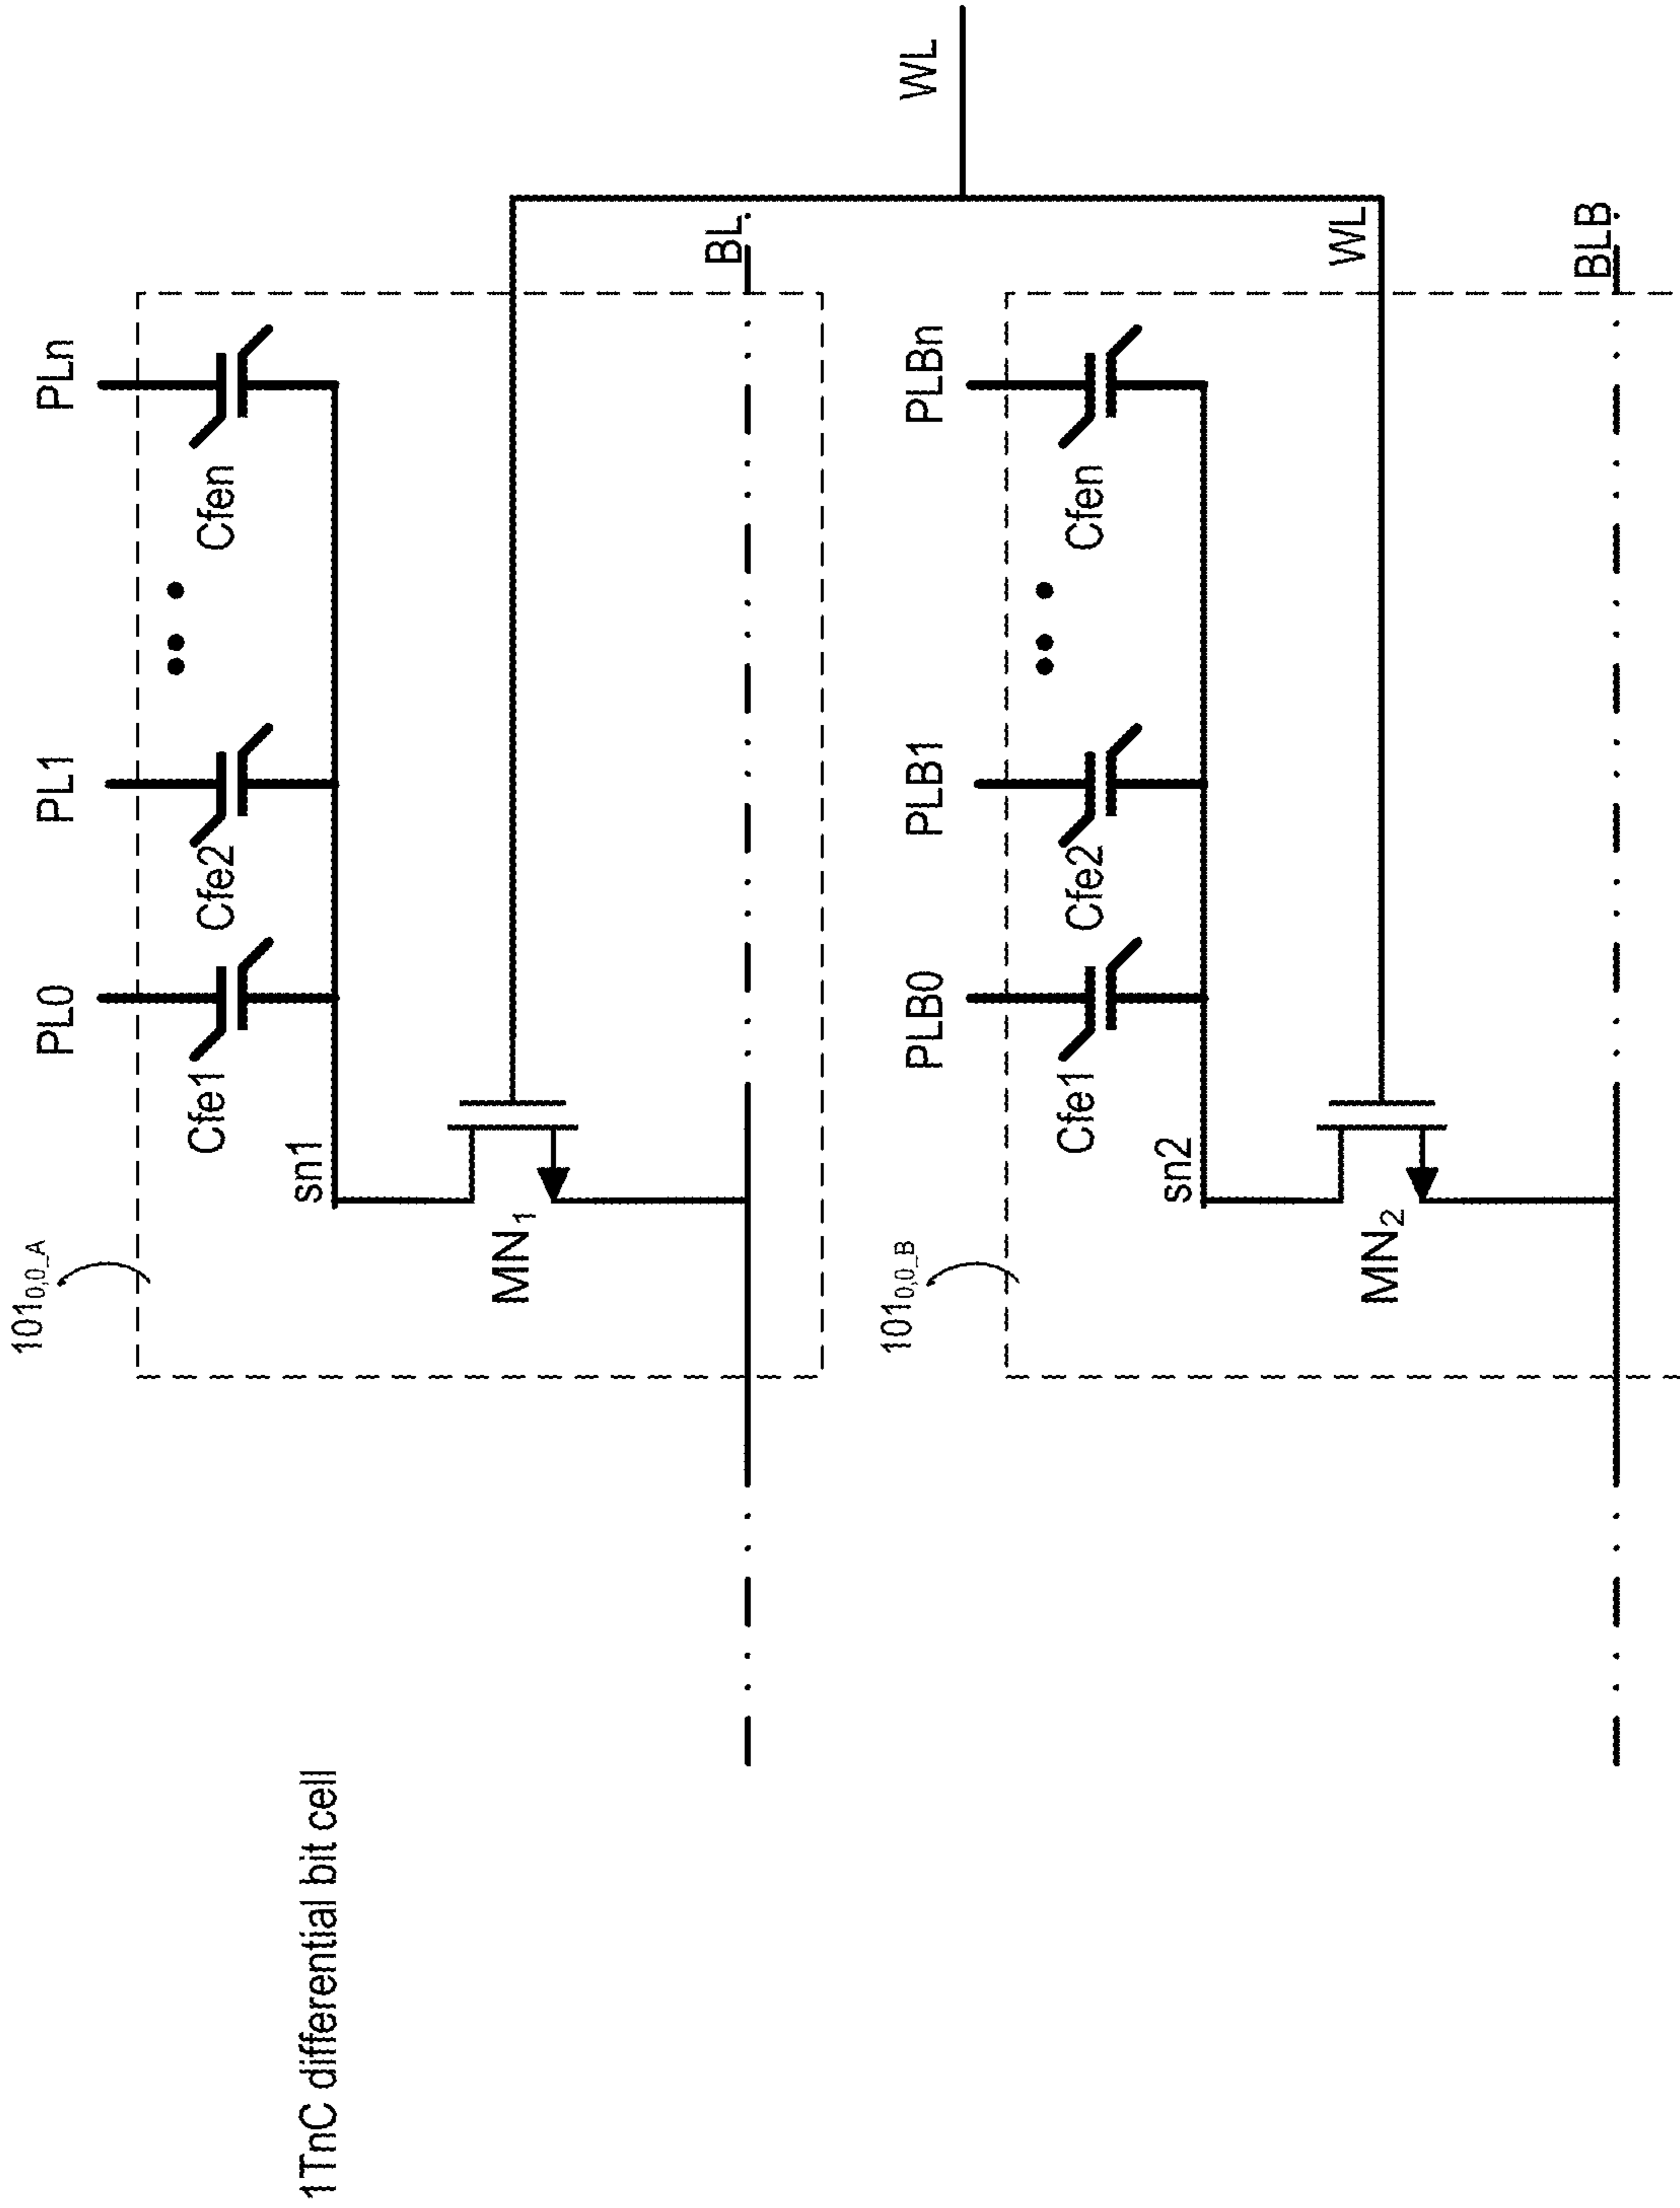 1TnC differential bit cell
101₀,₀_A
PL0
PL1
PLn
Cfe1
Cfe2
Cfen
sn1
MN₁
BL
WL
101₀,₀_B
PLB0
PLB1
PLBn
Cfe1
Cfe2
Cfen
sn2
MN₂
WL
BLB